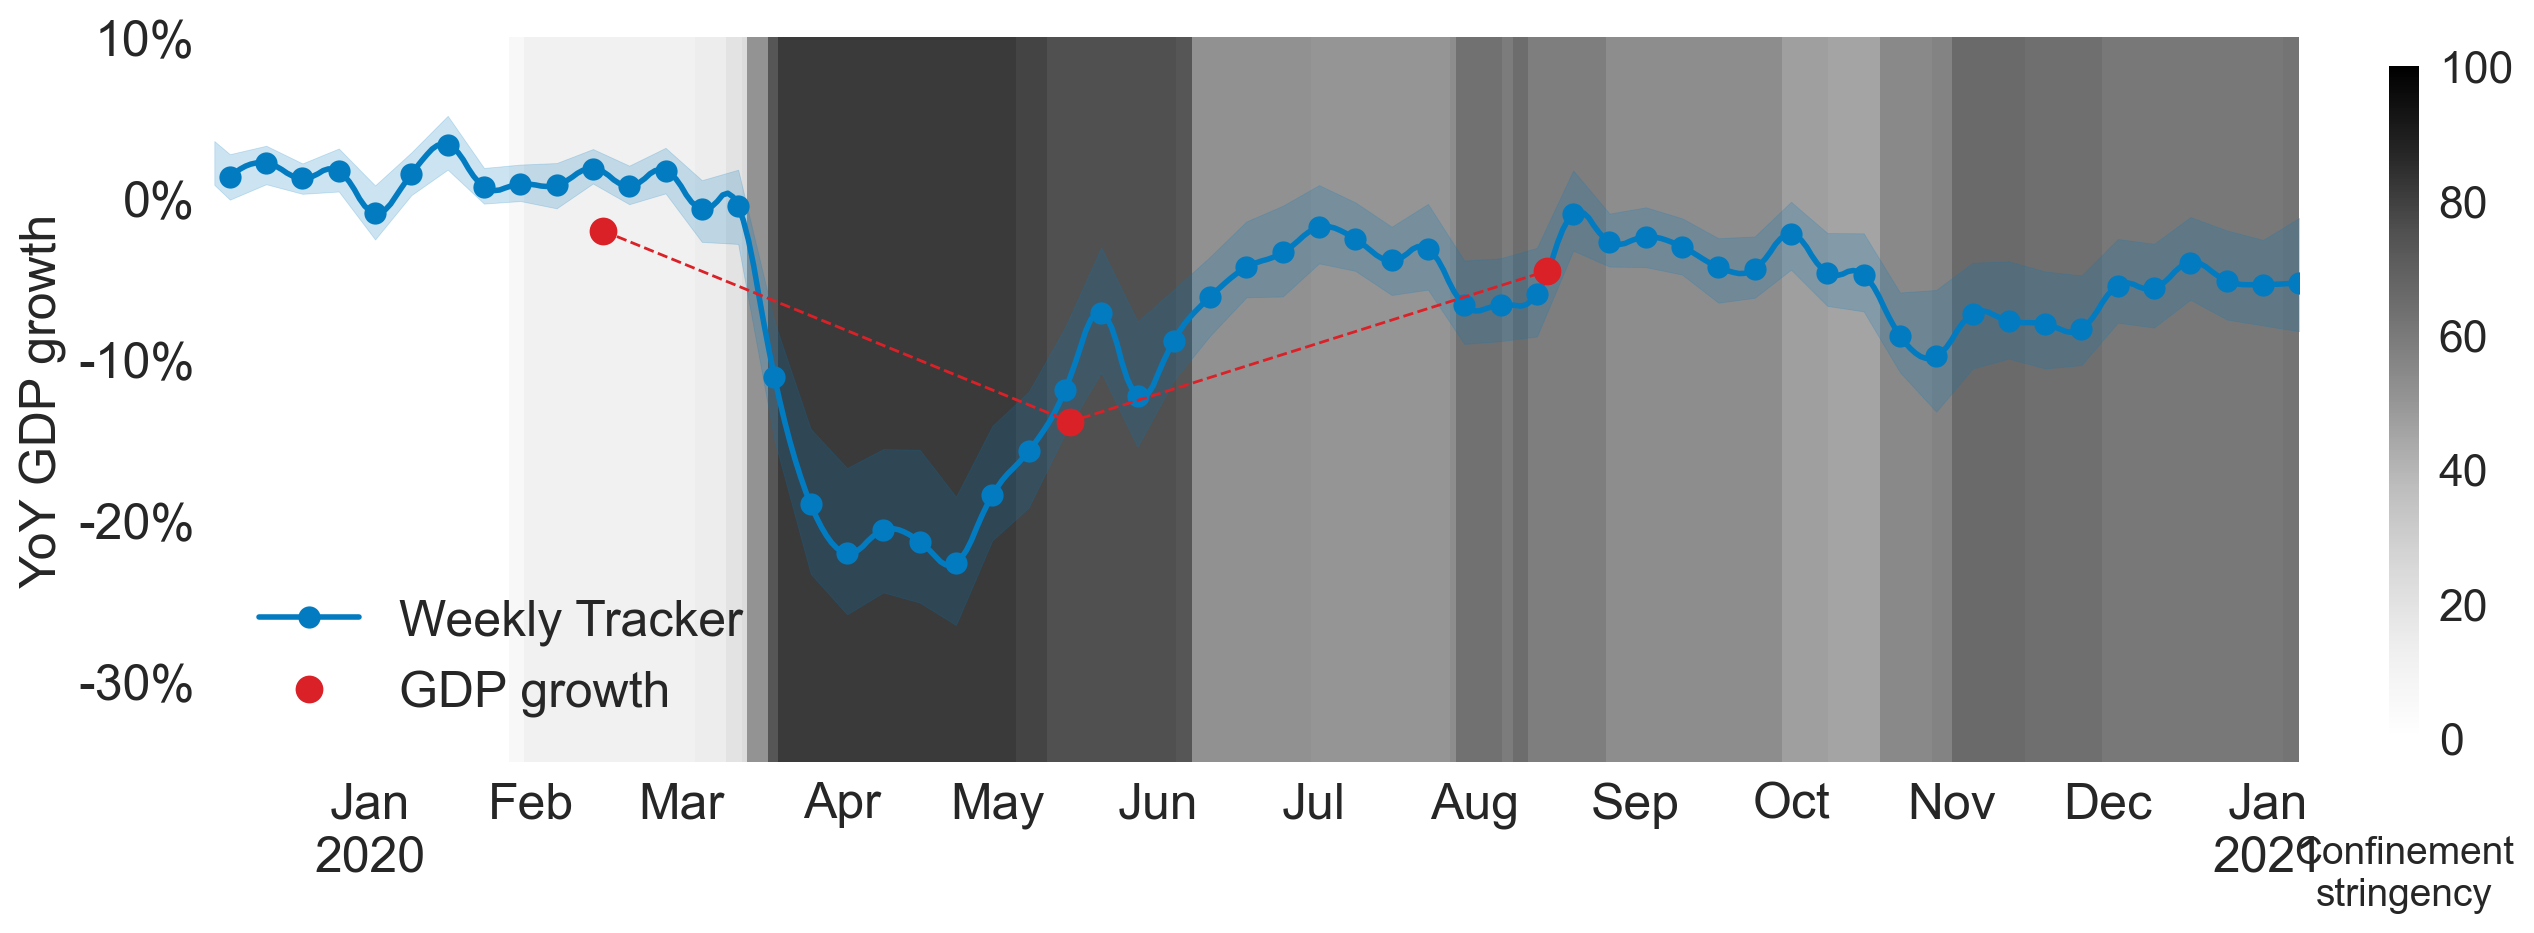 10%
0%
-10%
-20%
-30%
YoY GDP growth
Weekly Tracker
GDP growth
Jan
2020
Feb
Mar
Apr
May
Jun
Jul
Aug
Sep
Oct
Nov
Dec
Jan
2021
100
80
60
40
20
0
Confinement
stringency